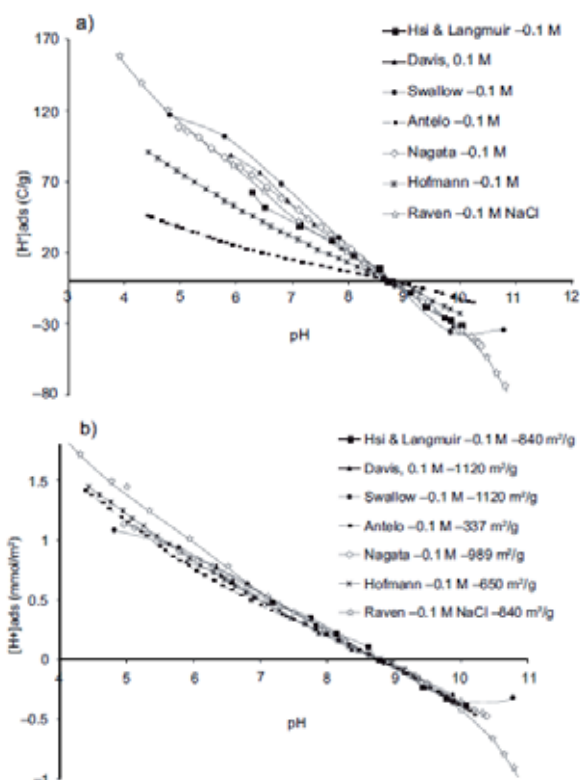 a)
170
120
70
20
−30
−80
[H⁺]ads (C/g)
3 4 5 6 7 8 9 10 11 12
pH
Hsi & Langmuir −0.1 M
Davis, 0.1 M
Swallow −0.1 M
Antelo −0.1 M
Nagata −0.1 M
Hofmann −0.1 M
Raven −0.1 M NaCl
b)
1.5
1
0.5
0
−0.5
−1
[H+]ads (mmol/m²)
4 5 6 7 8 9 10 11
pH
Hsi & Langmuir −0.1 M −840 m²/g
Davis, 0.1 M −1120 m²/g
Swallow −0.1 M −1120 m²/g
Antelo −0.1 M −337 m²/g
Nagata −0.1 M −989 m²/g
Hofmann −0.1 M −650 m²/g
Raven −0.1 M NaCl −840 m²/g